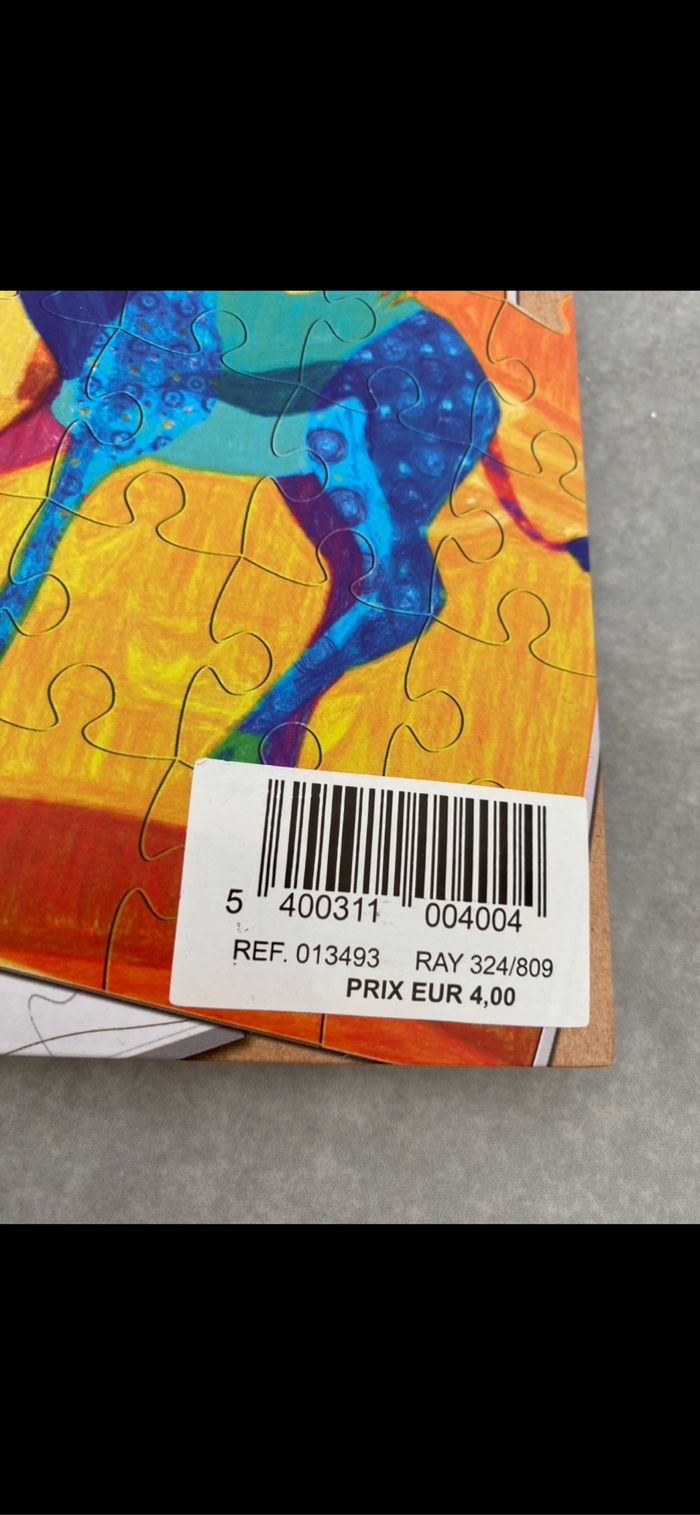 5 400311 004004
REF. 013493 RAY 324/809
PRIX EUR 4,00